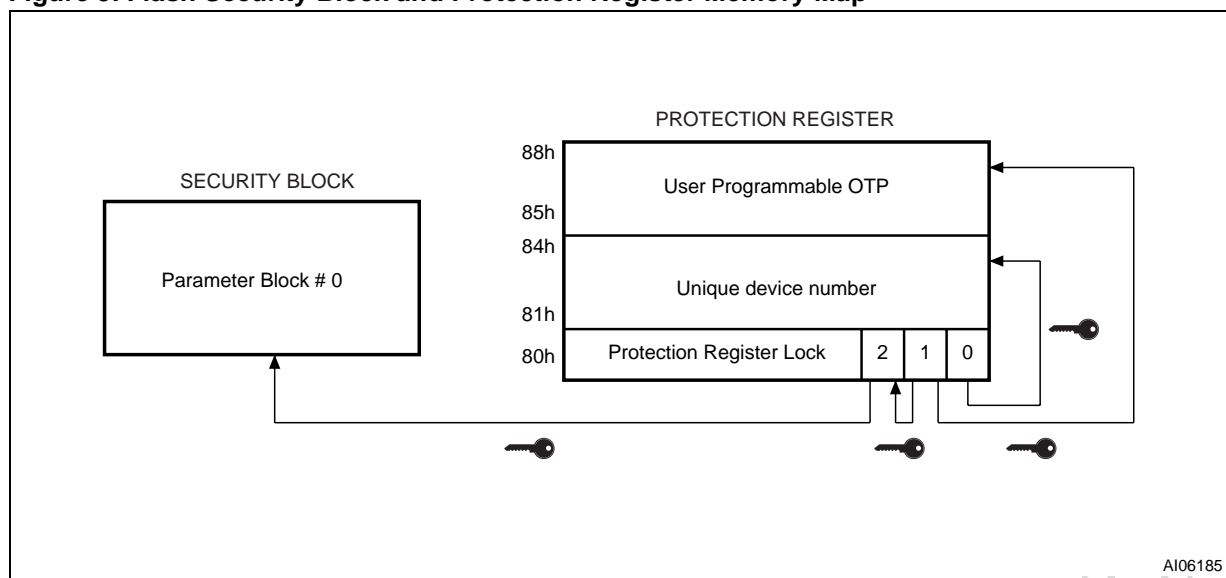 Figure Flash Security Block and Protection Register Memory Map
PROTECTION REGISTER
88h
User Programmable OTP
SECURITY BLOCK
85h
84h
Parameter Block # 0
Unique device number
81h
80h
Protection Register Lock 2 1 0
AI06185